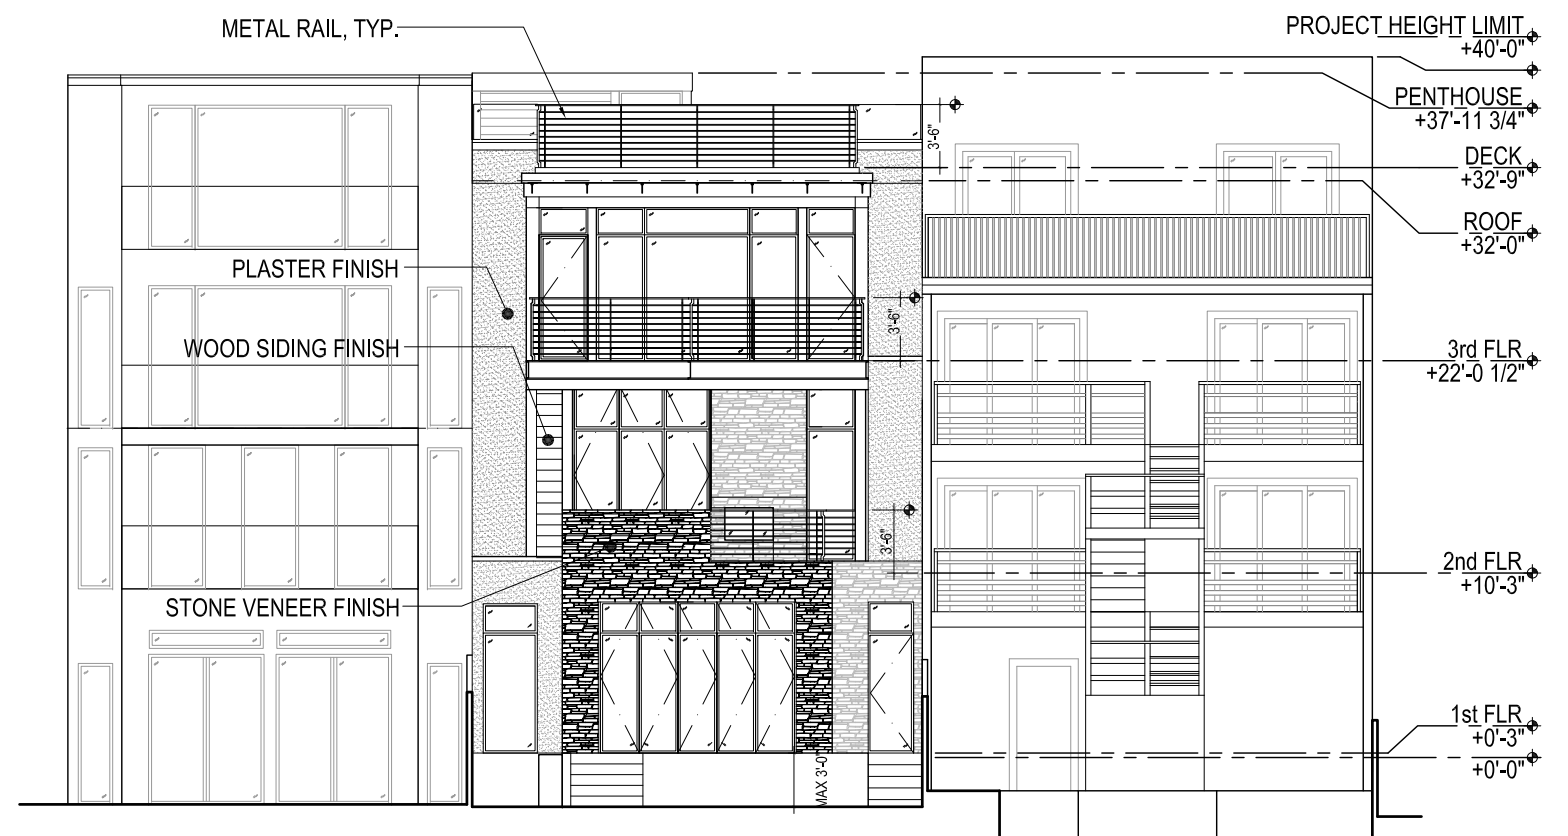 METAL RAIL, TYP.
PROJECT HEIGHT LIMIT
+40'-0"
PENTHOUSE
+37'-11 3/4"
3'-6"
DECK
+32'-9"
ROOF
+32'-0"
PLASTER FINISH
3'-6"
WOOD SIDING FINISH
3rd FLR
+22'-0 1/2"
3'-6"
2nd FLR
+10'-3"
STONE VENEER FINISH
1st FLR
+0'-3"
+0'-0"
MAX 3'-0"